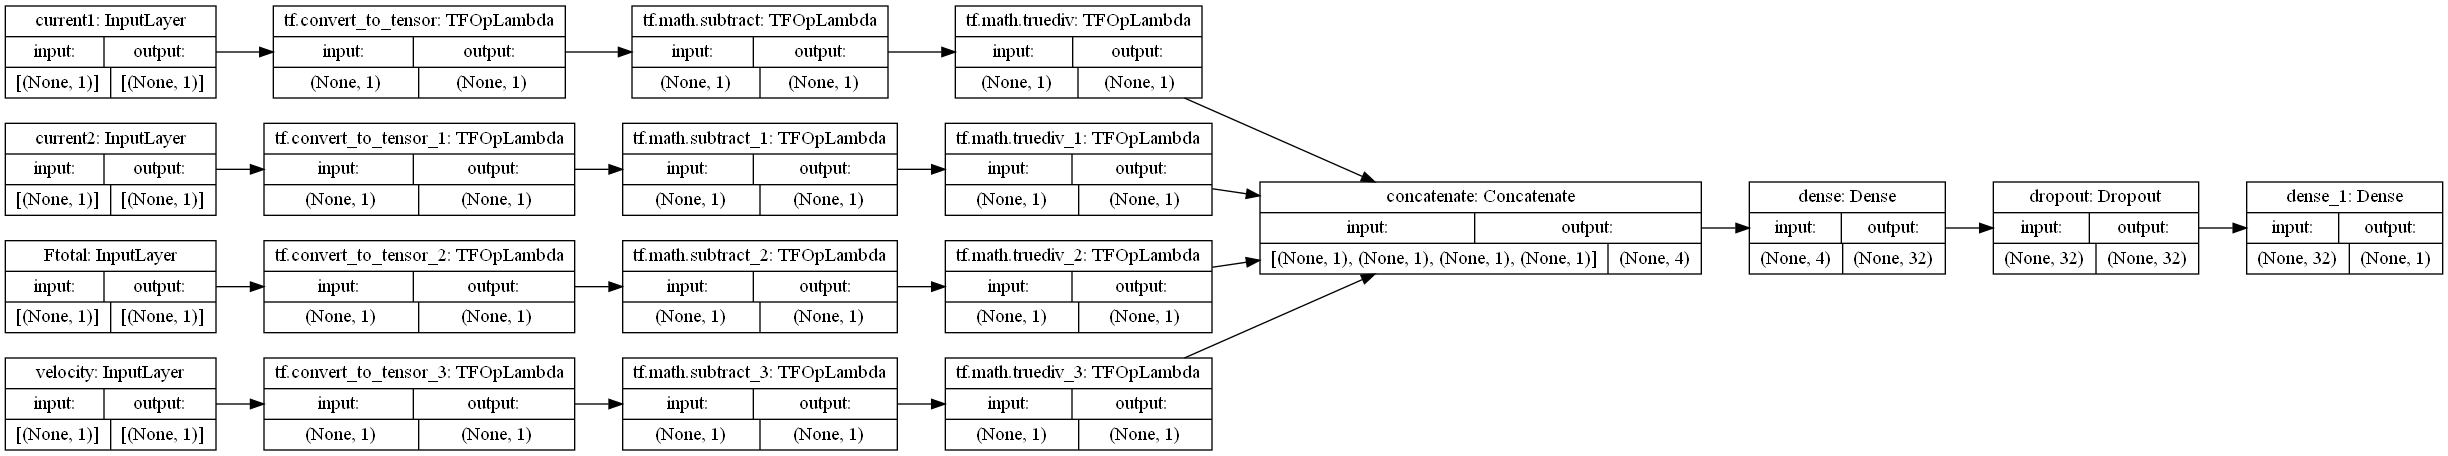 current1: InputLayer
input: output:
[(None, 1)] [(None, 1)]
tf.convert_to_tensor: TFOpLambda
input: output:
(None, 1) (None, 1)
tf.math.subtract: TFOpLambda
input: output:
(None, 1) (None, 1)
tf.math.truediv: TFOpLambda
input: output:
(None, 1) (None, 1)
current2: InputLayer
input: output:
[(None, 1)] [(None, 1)]
tf.convert_to_tensor_1: TFOpLambda
input: output:
(None, 1) (None, 1)
tf.math.subtract_1: TFOpLambda
input: output:
(None, 1) (None, 1)
tf.math.truediv_1: TFOpLambda
input: output:
(None, 1) (None, 1)
Ftotal: InputLayer
input: output:
[(None, 1)] [(None, 1)]
tf.convert_to_tensor_2: TFOpLambda
input: output:
(None, 1) (None, 1)
tf.math.subtract_2: TFOpLambda
input: output:
(None, 1) (None, 1)
tf.math.truediv_2: TFOpLambda
input: output:
(None, 1) (None, 1)
velocity: InputLayer
input: output:
[(None, 1)] [(None, 1)]
tf.convert_to_tensor_3: TFOpLambda
input: output:
(None, 1) (None, 1)
tf.math.subtract_3: TFOpLambda
input: output:
(None, 1) (None, 1)
tf.math.truediv_3: TFOpLambda
input: output:
(None, 1) (None, 1)
concatenate: Concatenate
input: output:
[(None, 1), (None, 1), (None, 1), (None, 1)] (None, 4)
dense: Dense
input: output:
(None, 4) (None, 32)
dropout: Dropout
input: output:
(None, 32) (None, 32)
dense_1: Dense
input: output:
(None, 32) (None, 1)